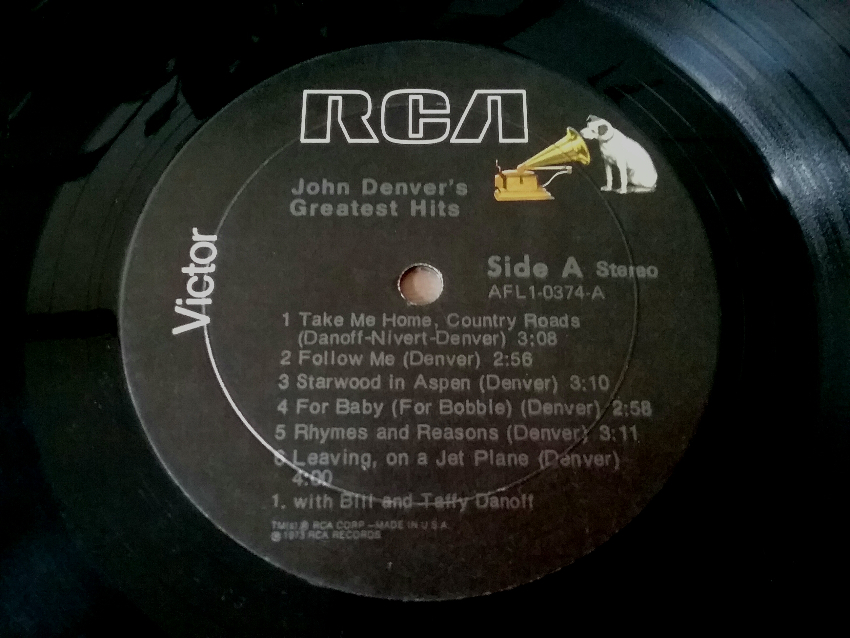 RCA
John Denver's
Greatest Hits
Victor
Side A Stereo
AFL1-0374-A
1 Take Me Home, Country Roads
(Danoff-Nivert-Denver) 3:08
2 Follow Me (Denver) 2:56
3 Starwood in Aspen (Denver) 3:10
4 For Baby (For Bobbie) (Denver) 2:58
5 Rhymes and Reasons (Denver) 3:11
6 Leaving, on a Jet Plane (Denver)
4:00
1. with Bill and Taffy Danoff
TM(s) ® RCA CORP.—MADE IN U.S.A.
℗ 1973 RCA RECORDS